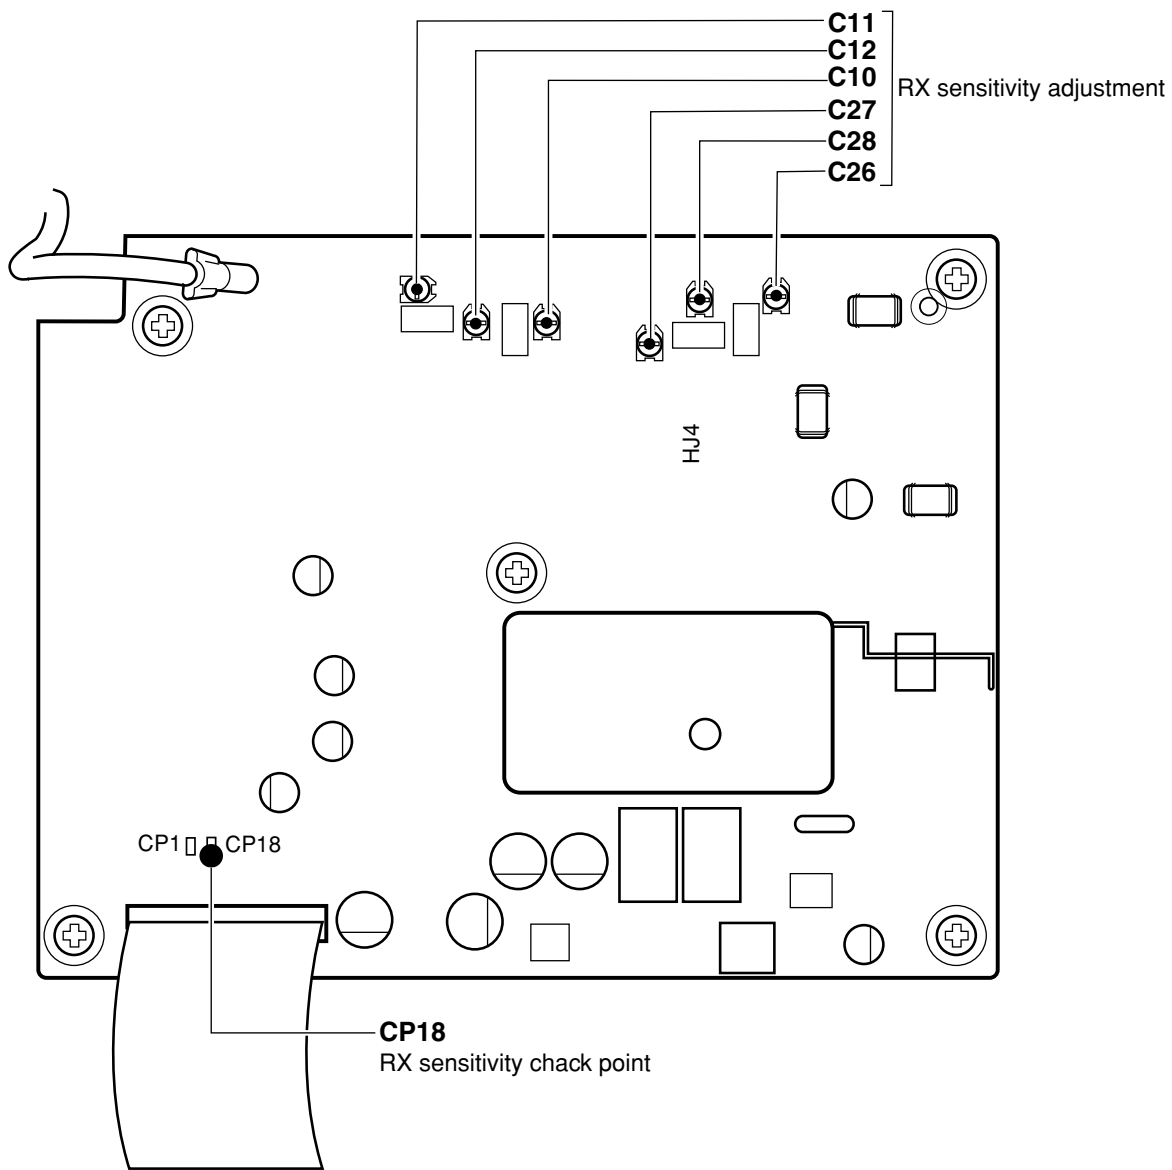 C11
C12
C10
RX sensitivity adjustment
C27
C28
C26
HJ4
CP1
CP18
CP18
RX sensitivity chack point